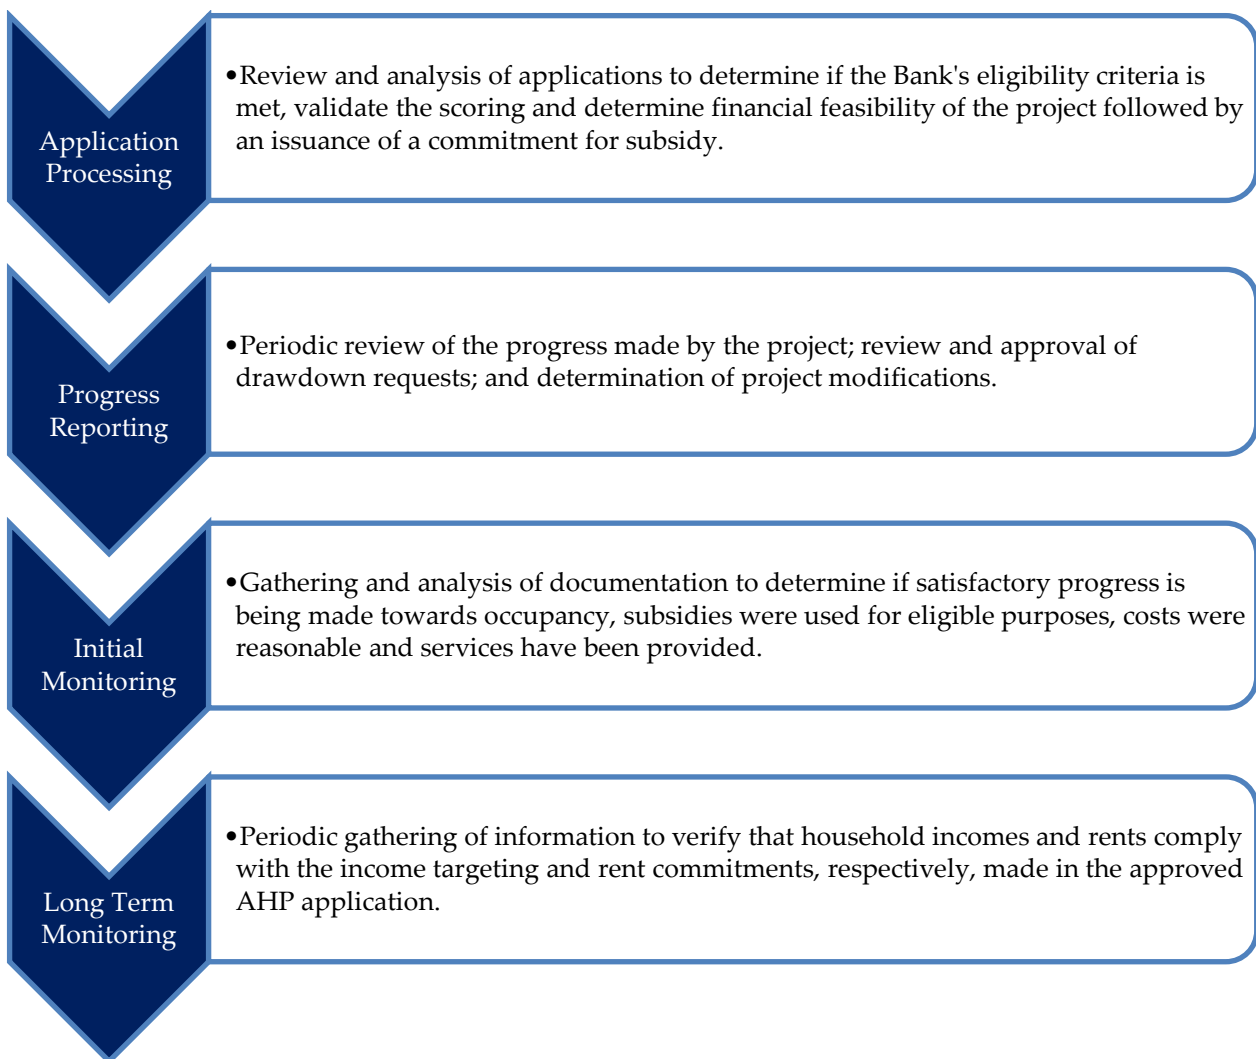 Application
Processing
•Review and analysis of applications to determine if the Bank's eligibility criteria is
met, validate the scoring and determine financial feasibility of the project followed by
an issuance of a commitment for subsidy.
Progress
Reporting
•Periodic review of the progress made by the project; review and approval of
drawdown requests; and determination of project modifications.
Initial
Monitoring
•Gathering and analysis of documentation to determine if satisfactory progress is
being made towards occupancy, subsidies were used for eligible purposes, costs were
reasonable and services have been provided.
Long Term
Monitoring
•Periodic gathering of information to verify that household incomes and rents comply
with the income targeting and rent commitments, respectively, made in the approved
AHP application.